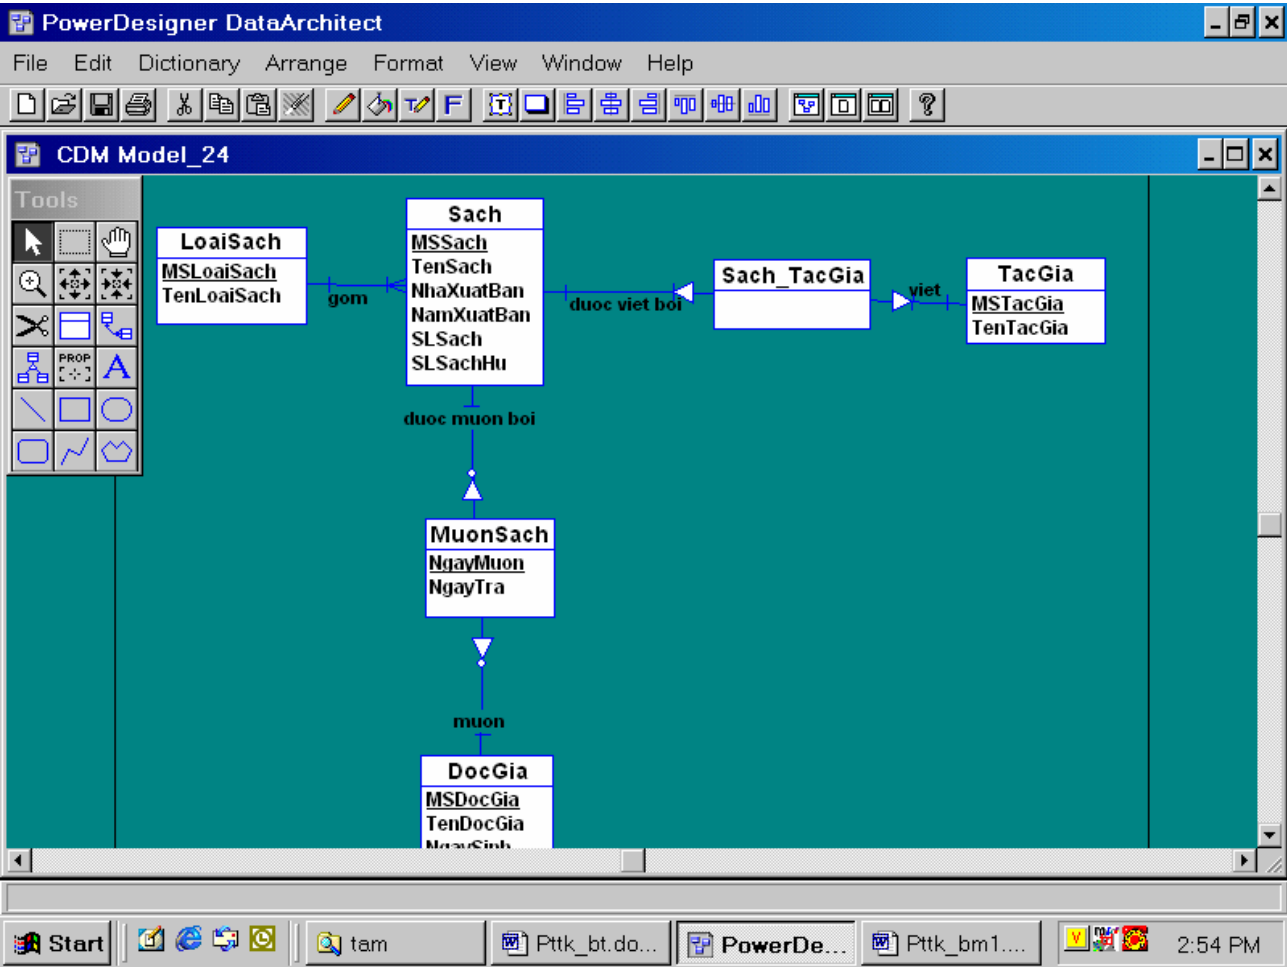 PowerDesigner DataArchitect
File Edit Dictionary Arrange Format View Window Help
CDM Model_24
Tools
PROP
A
LoaiSach
MSLoaiSach
TenLoaiSach
gom
Sach
MSSach
TenSach
NhaXuatBan
NamXuatBan
SLSach
SLSachHu
duoc viet boi
Sach_TacGia
viet
TacGia
MSTacGia
TenTacGia
duoc muon boi
MuonSach
NgayMuon
NgayTra
muon
DocGia
MSDocGia
TenDocGia
NgaySinh
Start tam Pttk_bt.do... PowerDe... Pttk_bm1.... 2:54 PM